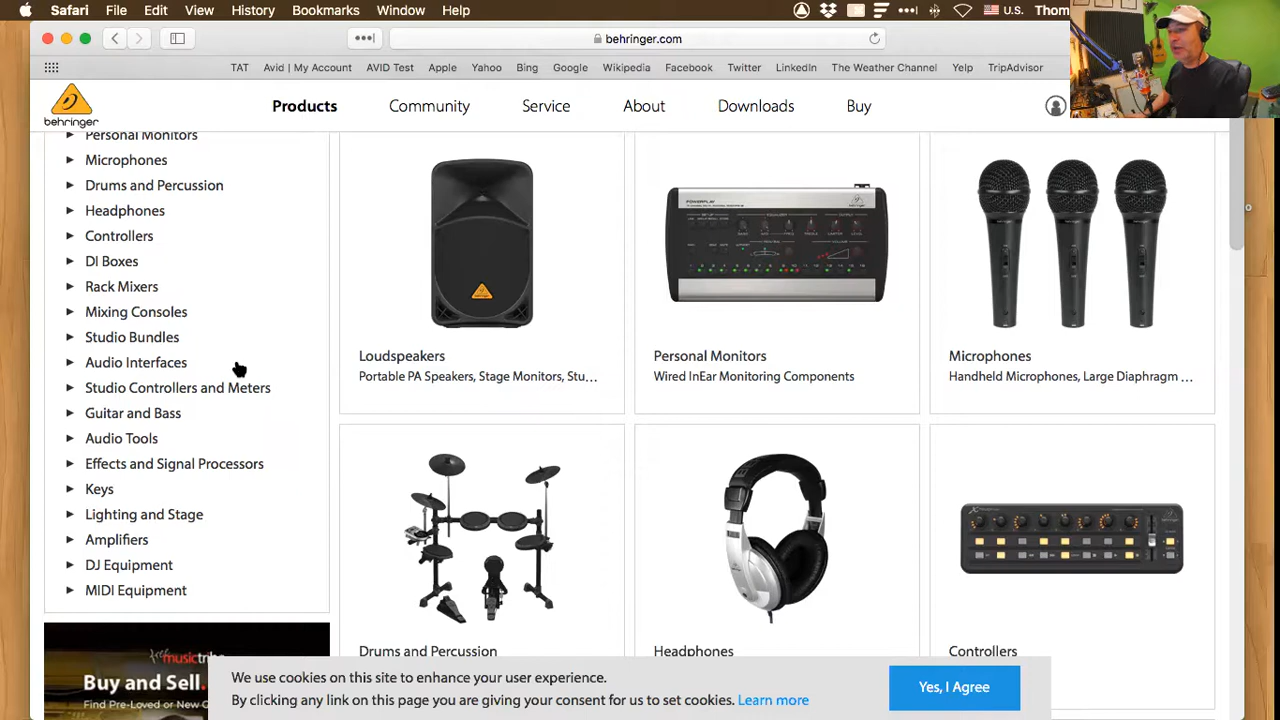 Safari File Edit View History Bookmarks Window Help U.S. Thom
behringer.com
TAT Avid | My Account AVID Test Apple Yahoo Bing Google Wikipedia Facebook Twitter LinkedIn The Weather Channel Yelp TripAdvisor
behringer
Products Community Service About Downloads Buy
Personal Monitors
Microphones
Drums and Percussion
Headphones
Controllers
DI Boxes
Rack Mixers
Mixing Consoles
Studio Bundles
Audio Interfaces
Studio Controllers and Meters
Guitar and Bass
Audio Tools
Effects and Signal Processors
Keys
Lighting and Stage
Amplifiers
DJ Equipment
MIDI Equipment
POWERPLAY
Loudspeakers
Portable PA Speakers, Stage Monitors, Stu...
Personal Monitors
Wired InEar Monitoring Components
Microphones
Handheld Microphones, Large Diaphragm ...
Drums and Percussion
Headphones
Controllers
Buy and Sell.
Find Pre-Loved or New G
We use cookies on this site to enhance your user experience.
By clicking any link on this page you are giving your consent for us to set cookies. Learn more
Yes, I Agree